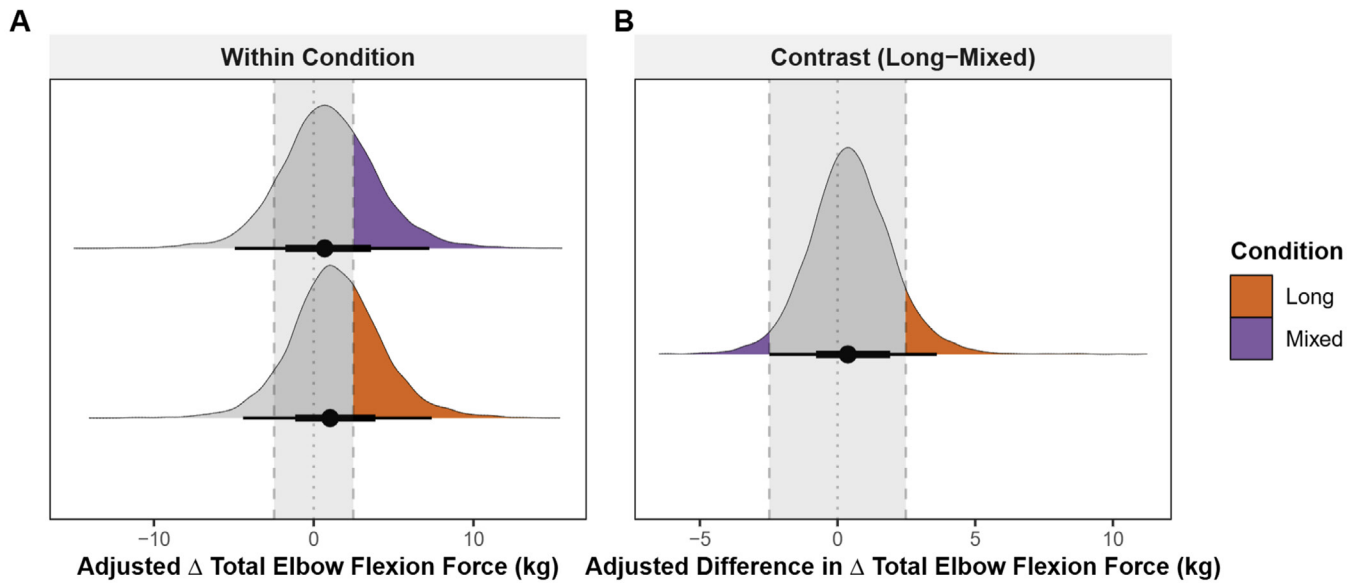 A
B
Within Condition
Contrast (Long−Mixed)
Condition
Long
Mixed
−10
0
10
−5
0
5
10
Adjusted Δ Total Elbow Flexion Force (kg)
Adjusted Difference in Δ Total Elbow Flexion Force (kg)